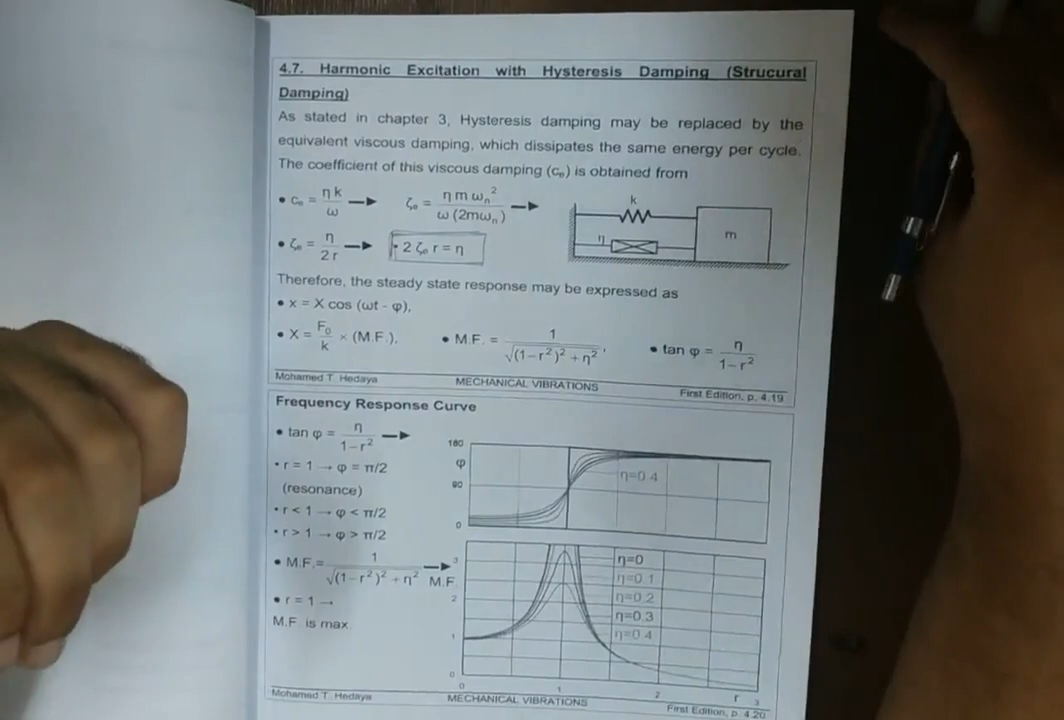 4.7. Harmonic Excitation with Hysteresis Damping (Strucural
Damping)
As stated in chapter 3, Hysteresis damping may be replaced by the
equivalent viscous damping, which dissipates the same energy per cycle.
The coefficient of this viscous damping (cₑ) is obtained from
• cₑ = η k / ω → ζₑ = η m ωₙ² / ω (2mωₙ) →
k
η
m
• ζₑ = η / 2 r → • 2 ζₑ r = η
Therefore, the steady state response may be expressed as
• x = X cos (ωt - φ),
• X = F₀ / k × (M.F.), • M.F. = 1 / √(1−r²)² + η², • tan φ = η / 1−r²
Mohamed T. Hedaya MECHANICAL VIBRATIONS First Edition, p. 4.19
Frequency Response Curve
• tan φ = η / 1−r² →
• r = 1 → φ = π/2
(resonance)
• r < 1 → φ < π/2
• r > 1 → φ > π/2
• M.F. = 1 / √(1−r²)² + η² →
• r = 1 →
M.F. is max.
180
φ
90
0
η=0.4
3
M.F.
2
1
0
η=0
η=0.1
η=0.2
η=0.3
η=0.4
0 1 2 r 3
Mohamed T. Hedaya MECHANICAL VIBRATIONS First Edition, p. 4.20